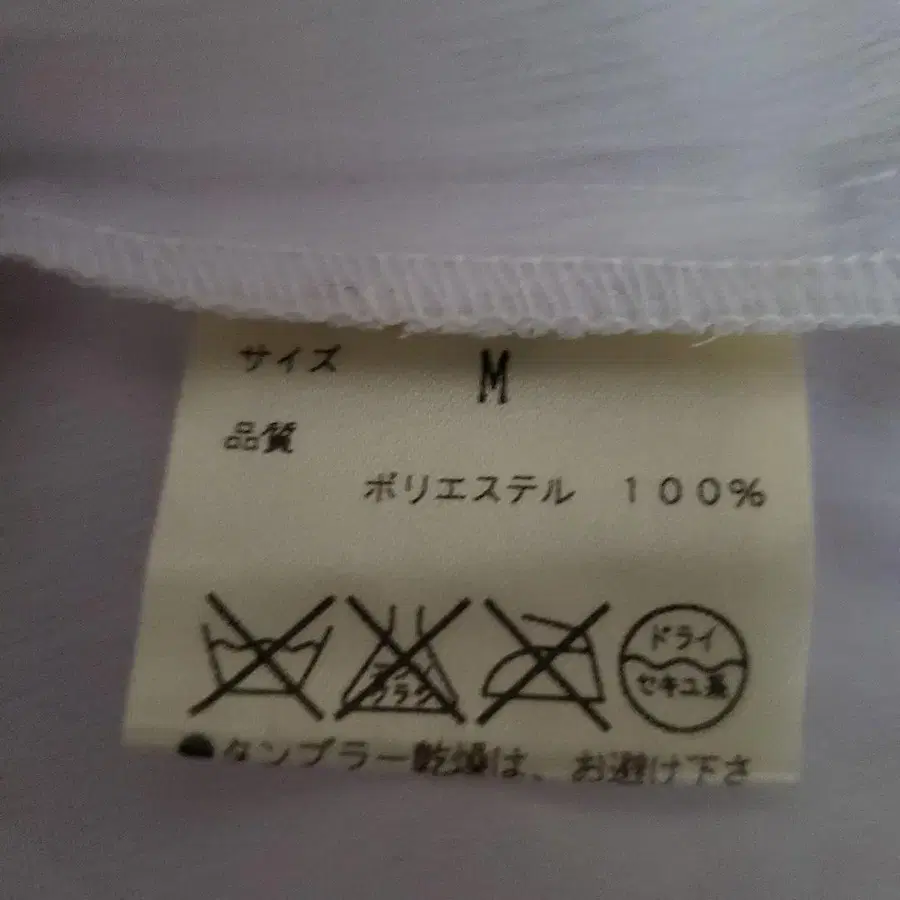 サイズ M
品質
ポリエステル 100%
ドライ
セキユ系
●タンブラー乾燥は、お避け下さ